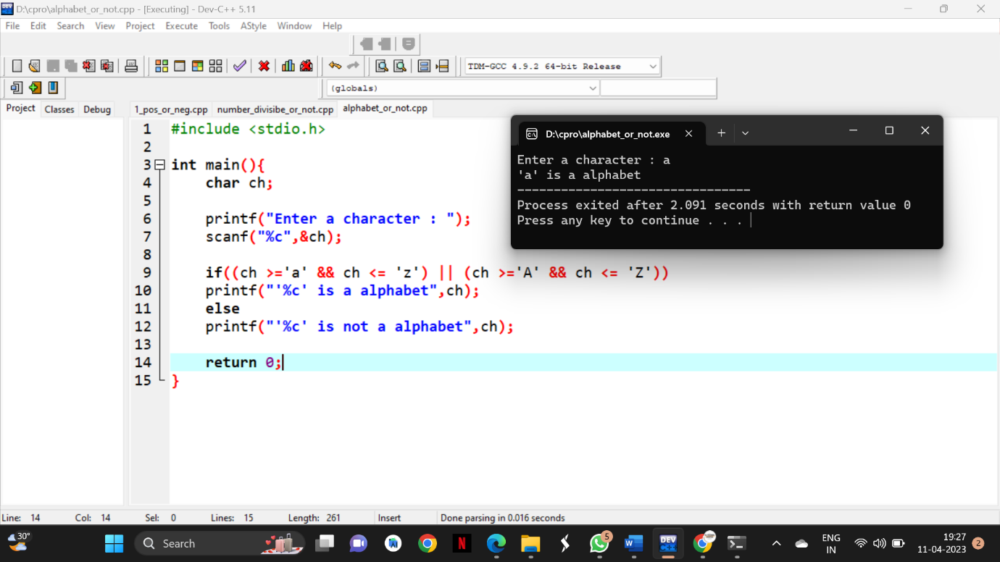 D:\cpro\alphabet_or_not.cpp - [Executing] - Dev-C++ 5.11
File Edit Search View Project Execute Tools AStyle Window Help
TDM-GCC 4.9.2 64-bit Release
(globals)
Project Classes Debug
1_pos_or_neg.cpp number_divisibe_or_not.cpp alphabet_or_not.cpp
1 #include <stdio.h>
2
3 int main(){
4 char ch;
5
6 printf("Enter a character : ");
7 scanf("%c",&ch);
8
9 if((ch >='a' && ch <= 'z') || (ch >='A' && ch <= 'Z'))
10 printf("'%c' is a alphabet",ch);
11 else
12 printf("'%c' is not a alphabet",ch);
13
14 return 0;
15 }
D:\cpro\alphabet_or_not.exe
Enter a character : a
'a' is a alphabet
--------------------------------
Process exited after 2.091 seconds with return value 0
Press any key to continue . . .
Line: 14 Col: 14 Sel: 0 Lines: 15 Length: 261 Insert Done parsing in 0.016 seconds
30°
Search
N
5
W
DEV
C++
ENG
IN
19:27
11-04-2023
2